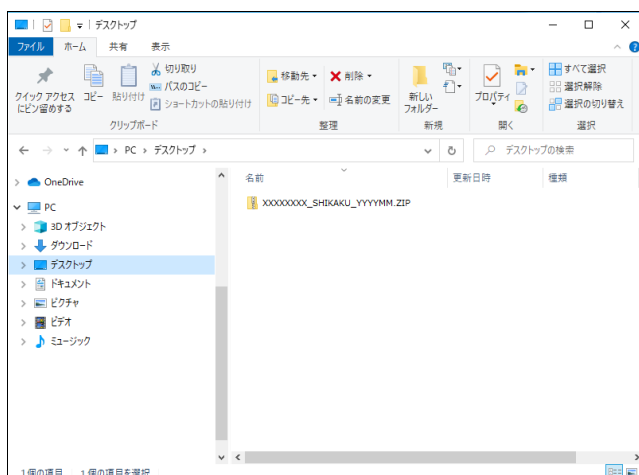 デスクトップ
ファイル ホーム 共有 表示
クイック アクセス
にピン留めする
コピー
貼り付け
切り取り
パスのコピー
ショートカットの貼り付け
クリップボード
移動先
コピー先
削除
名前の変更
整理
新しい
フォルダー
新規
プロパティ
開く
すべて選択
選択解除
選択の切り替え
選択
PC › デスクトップ ›
デスクトップの検索
OneDrive
PC
3D オブジェクト
ダウンロード
デスクトップ
ドキュメント
ピクチャ
ビデオ
ミュージック
名前 更新日時 種類
XXXXXXXX_SHIKAKU_YYYYMM.ZIP
1 個の項目 1 個の項目を選択